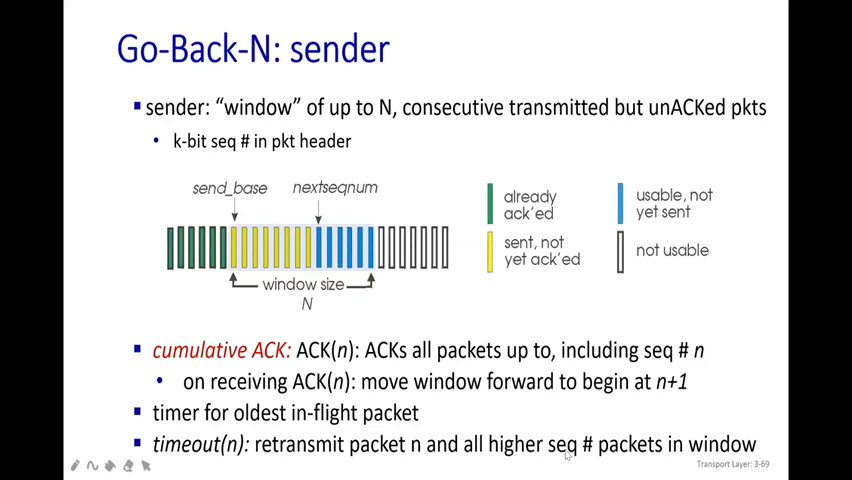 Go-Back-N: sender
sender: “window” of up to N, consecutive transmitted but unACKed pkts
k-bit seq # in pkt header
send_base
nextseqnum
already
ack'ed
usable, not
yet sent
sent, not
yet ack'ed
not usable
window size
N
cumulative ACK: ACK(n): ACKs all packets up to, including seq # n
on receiving ACK(n): move window forward to begin at n+1
timer for oldest in-flight packet
timeout(n): retransmit packet n and all higher seq # packets in window
Transport Layer: 3-69